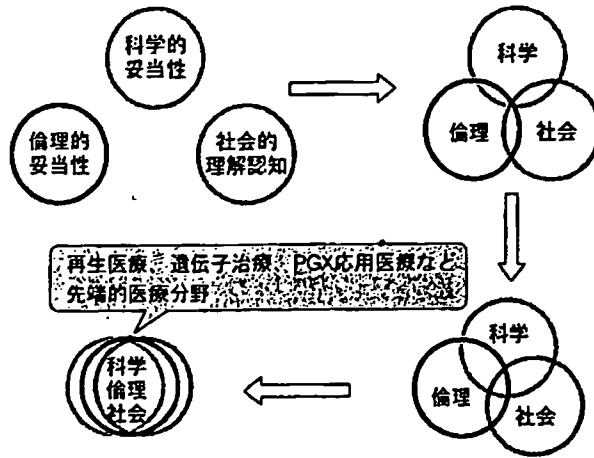 科学的
妥当性
倫理的
妥当性
社会的
理解認知
科学
倫理
社会
再生医療、遺伝子治療、PGX応用医療など
先端的医療分野
科学
倫理
社会
科学
倫理
社会